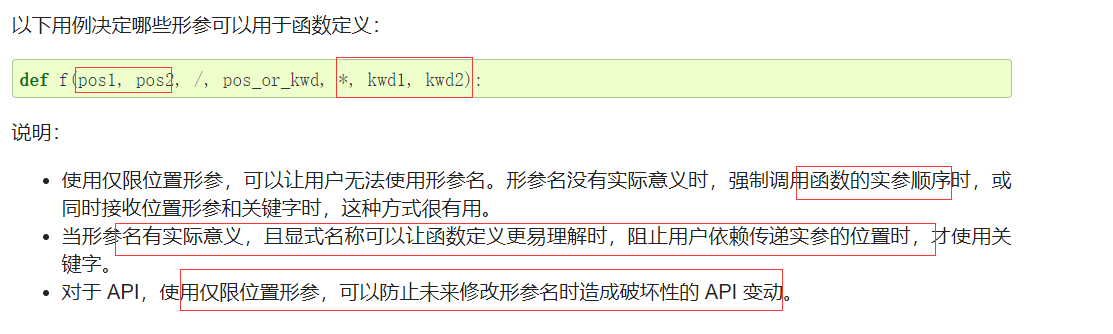 以下用例决定哪些形参可以用于函数定义：
def f(pos1, pos2, /, pos_or_kwd, *, kwd1, kwd2):
说明：
• 使用仅限位置形参，可以让用户无法使用形参名。形参名没有实际意义时，强制调用函数的实参顺序时，或
同时接收位置形参和关键字时，这种方式很有用。
• 当形参名有实际意义，且显式名称可以让函数定义更易理解时，阻止用户依赖传递实参的位置时，才使用关
键字。
• 对于 API，使用仅限位置形参，可以防止未来修改形参名时造成破坏性的 API 变动。